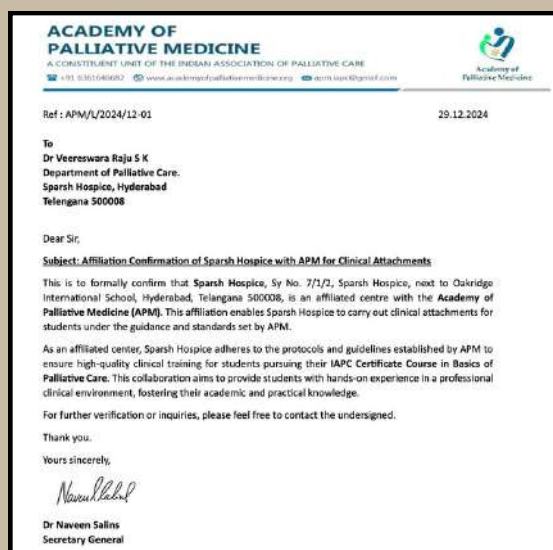 ACADEMY OF
PALLIATIVE MEDICINE
A CONSTITUENT UNIT OF THE INDIAN ASSOCIATION OF PALLIATIVE CARE
www.academyofpalliativemedicine.org
Academy of
Palliative Medicine
Ref : APM/L/2024/12-01
29.12.2024
To
Dr Veereswara Raju S K
Department of Palliative Care.
Sparsh Hospice, Hyderabad
Telengana 500008
Dear Sir,
Subject: Affiliation Confirmation of Sparsh Hospice with APM for Clinical Attachments
This is to formally confirm that Sparsh Hospice, Sy No. 7/1/2, Sparsh Hospice, next to Oakridge
International School, Hyderabad, Telangana 500008, is an affiliated centre with the Academy of
Palliative Medicine (APM). This affiliation enables Sparsh Hospice to carry out clinical attachments for
students under the guidance and standards set by APM.
As an affiliated center, Sparsh Hospice adheres to the protocols and guidelines established by APM to
ensure high-quality clinical training for students pursuing their IAPC Certificate Course in Basics of
Palliative Care. This collaboration aims to provide students with hands-on experience in a professional
clinical environment, fostering their academic and practical knowledge.
For further verification or inquiries, please feel free to contact the undersigned.
Thank you.
Yours sincerely,
Dr Naveen Salins
Secretary General